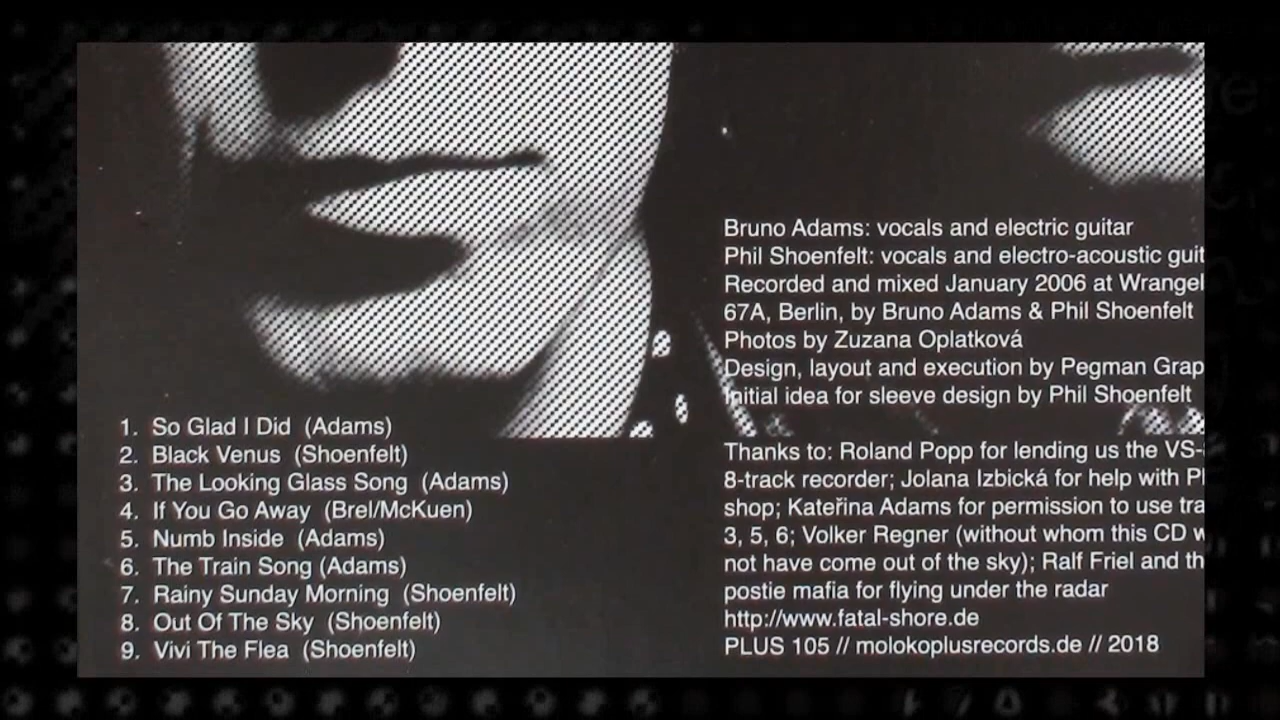 1. So Glad I Did (Adams)
2. Black Venus (Shoenfelt)
3. The Looking Glass Song (Adams)
4. If You Go Away (Brel/McKuen)
5. Numb Inside (Adams)
6. The Train Song (Adams)
7. Rainy Sunday Morning (Shoenfelt)
8. Out Of The Sky (Shoenfelt)
9. Vivi The Flea (Shoenfelt)
Bruno Adams: vocals and electric guitar
Phil Shoenfelt: vocals and electro-acoustic guit
Recorded and mixed January 2006 at Wrangel
67A, Berlin, by Bruno Adams & Phil Shoenfelt
Photos by Zuzana Oplatková
Design, layout and execution by Pegman Grap
Initial idea for sleeve design by Phil Shoenfelt
Thanks to: Roland Popp for lending us the VS-
8-track recorder; Jolana Izbická for help with P
shop; Kateřina Adams for permission to use tra
3, 5, 6; Volker Regner (without whom this CD w
not have come out of the sky); Ralf Friel and th
postie mafia for flying under the radar
http://www.fatal-shore.de
PLUS 105 // molokoplusrecords.de // 2018